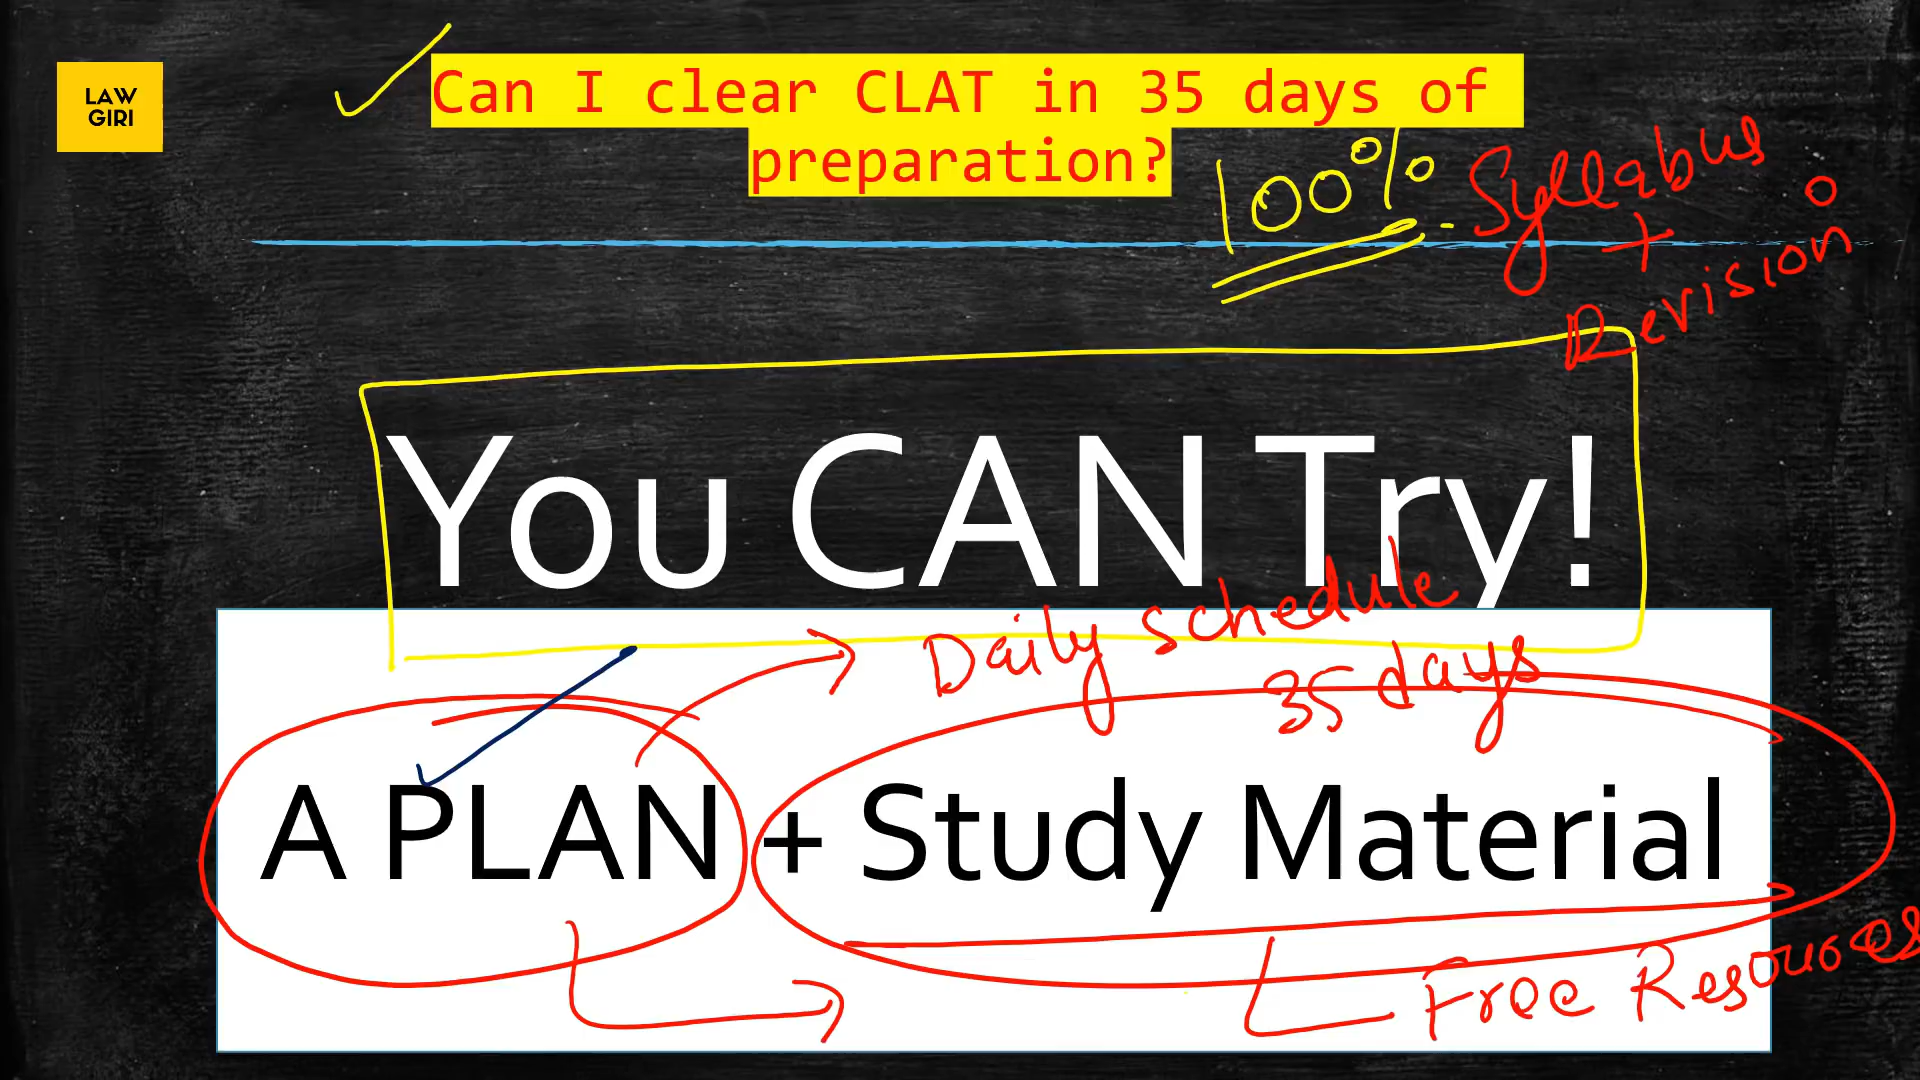 LAW
GIRI
Can I clear CLAT in 35 days of
preparation?
100% - Syllabus
+
Revision
You CAN Try!
Daily schedule
35 days
A PLAN + Study Material
Free Resources